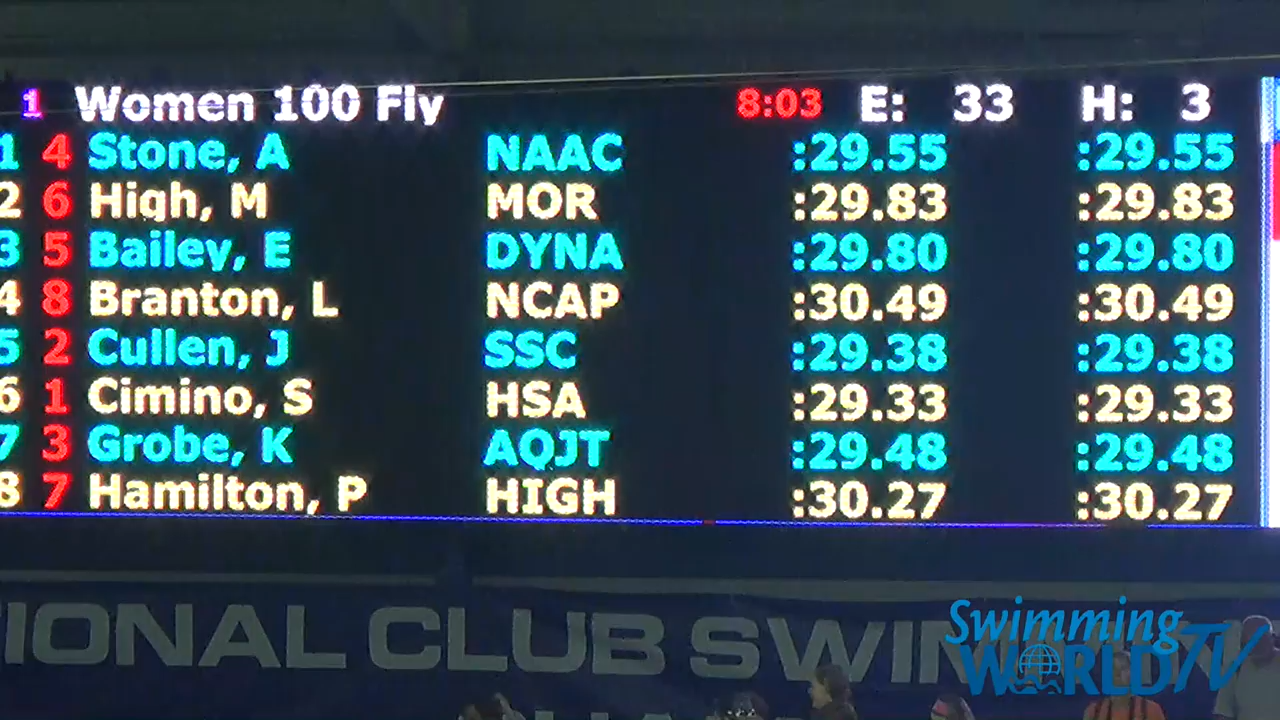 1 Women 100 Fly 8:03 E: 33 H: 3
1 4 Stone, A NAAC :29.55 :29.55
2 6 High, M MOR :29.83 :29.83
3 5 Bailey, E DYNA :29.80 :29.80
4 8 Branton, L NCAP :30.49 :30.49
5 2 Cullen, J SSC :29.38 :29.38
6 1 Cimino, S HSA :29.33 :29.33
7 3 Grobe, K AQJT :29.48 :29.48
8 7 Hamilton, P HIGH :30.27 :30.27
IONAL CLUB SWIM
Swimming
WORLD TV